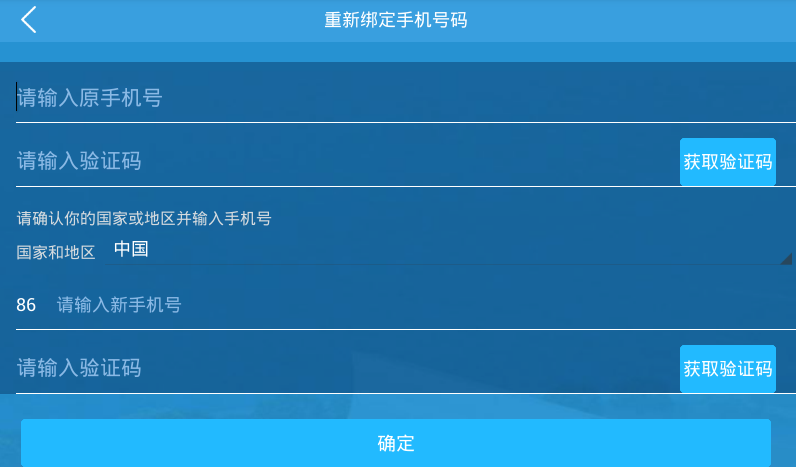 重新绑定手机号码
请输入原手机号
请输入验证码 获取验证码
请确认你的国家或地区并输入手机号
国家和地区 中国
86 请输入新手机号
请输入验证码 获取验证码
确定